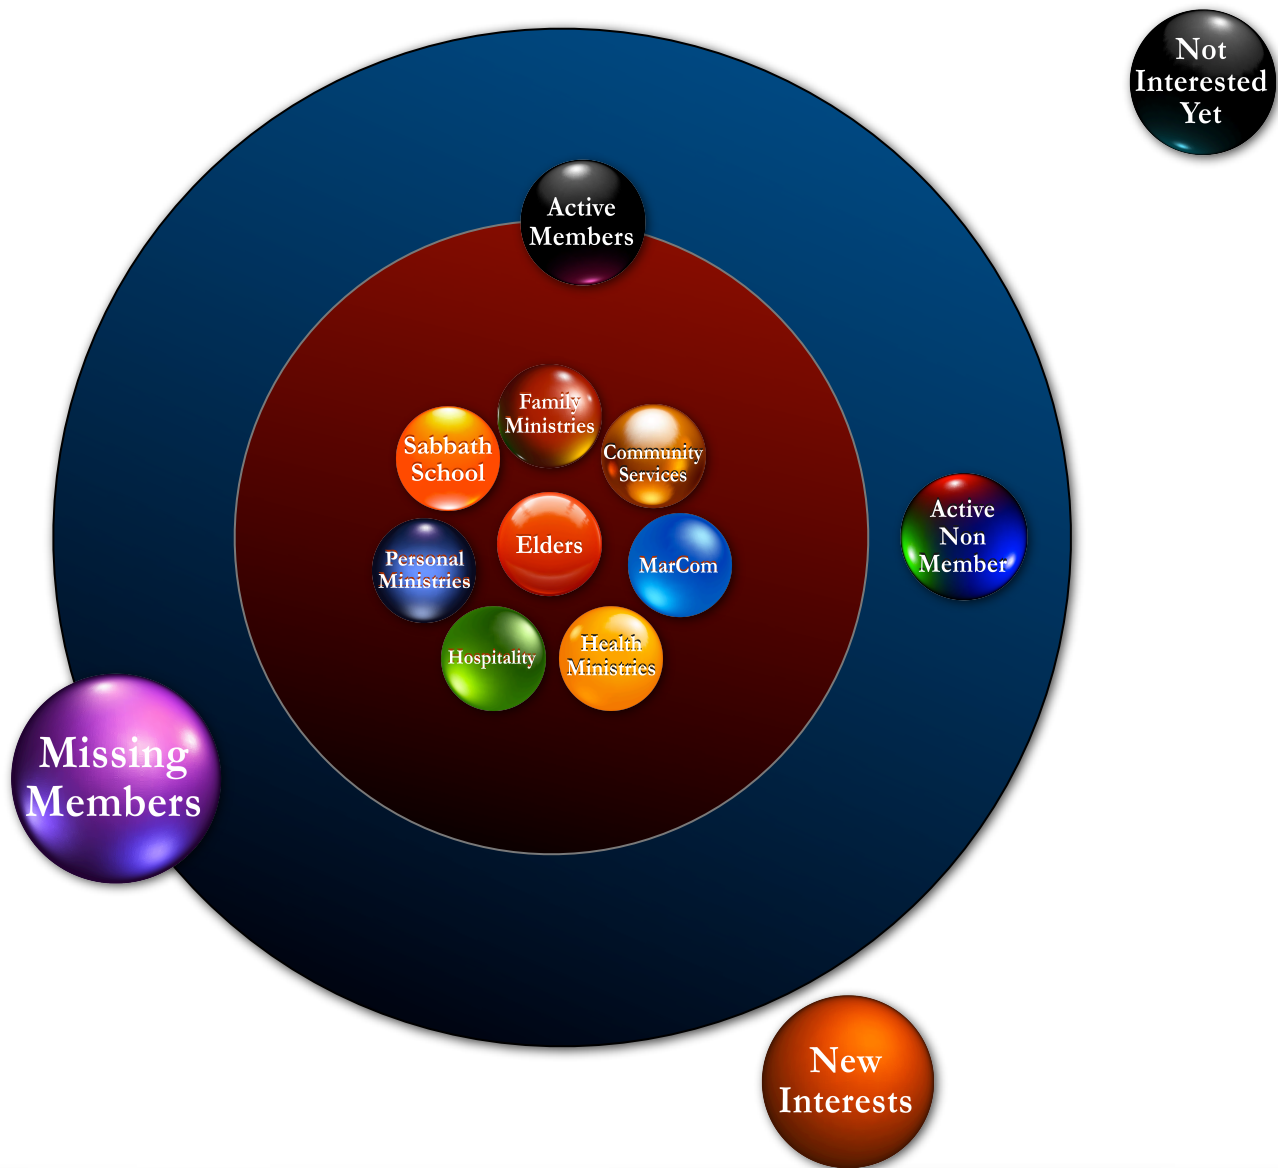 Not
Interested
Yet
Active
Members
Family
Ministries
Sabbath
School
Community
Services
Elders
Personal
Ministries
MarCom
Active
Non
Member
Hospitality
Health
Ministries
Missing
Members
New
Interests